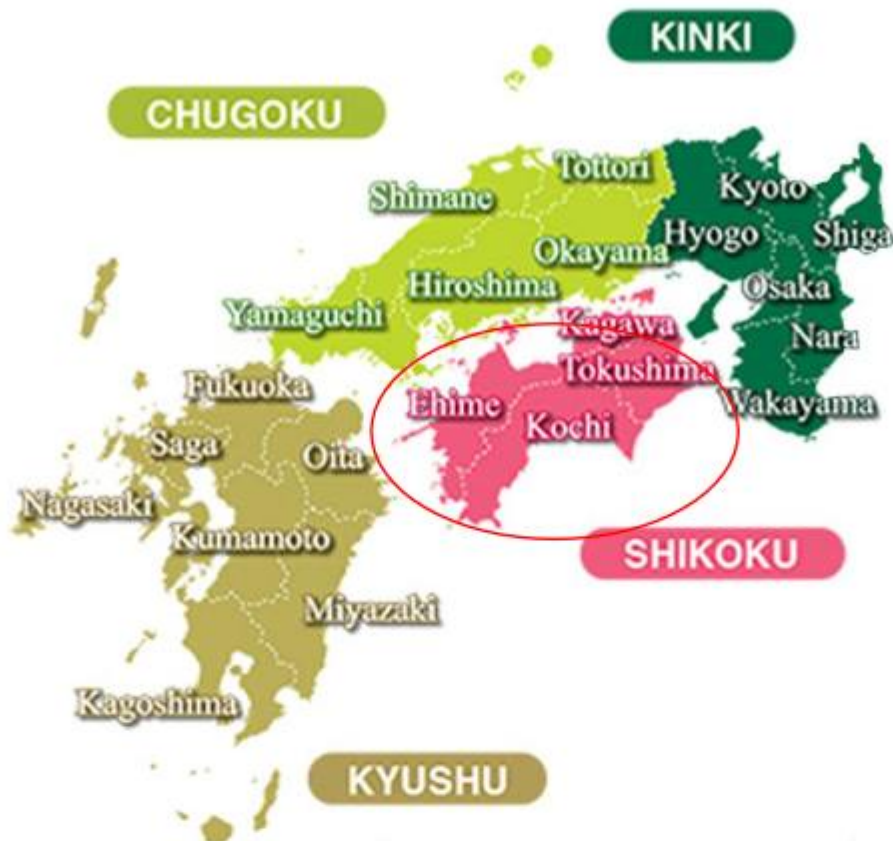 KINKI
CHUGOKU
Tottori
Kyoto
Shimane
Hyogo
Shiga
Okayama
Hiroshima
Osaka
Yamaguchi
Kagawa
Nara
Fukuoka
Tokushima
Ehime
Wakayama
Kochi
Saga
Oita
Nagasaki
Kumamoto
SHIKOKU
Miyazaki
Kagoshima
KYUSHU